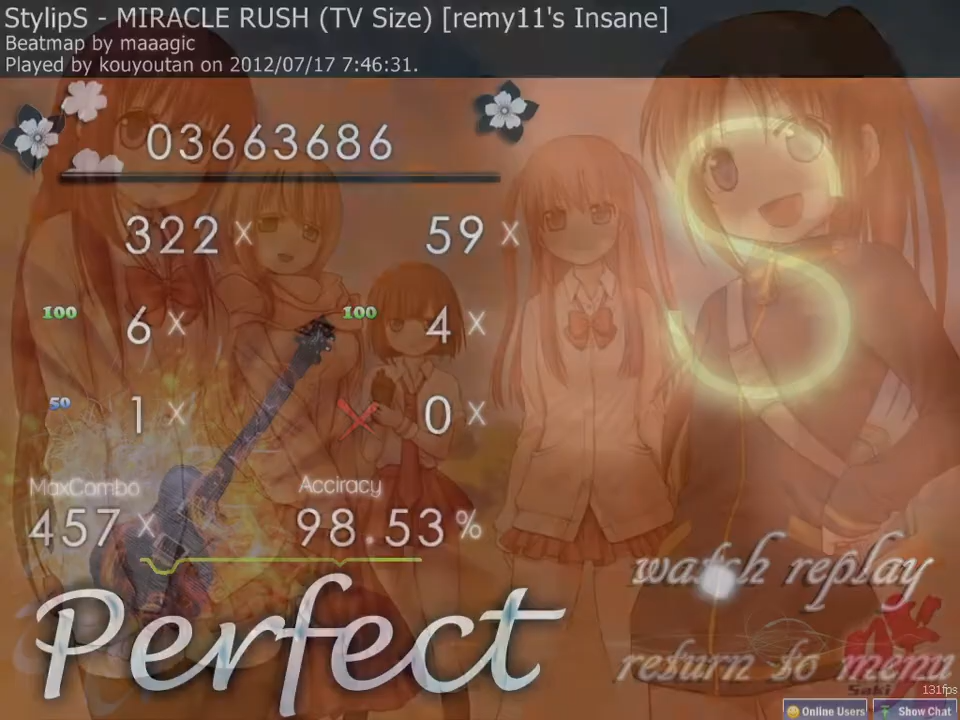 StylipS - MIRACLE RUSH (TV Size) [remy11's Insane]
Beatmap by maaagic
Played by kouyoutan on 2012/07/17 7:46:31.
03663686
322 x 59 x
100 6 x 100 4 x
50 1 x X 0 x
MaxCombo Acciracy
457 x 98.53%
S
Perfect
watch replay
return to menu
Saki
131fps
Online Users Show Chat